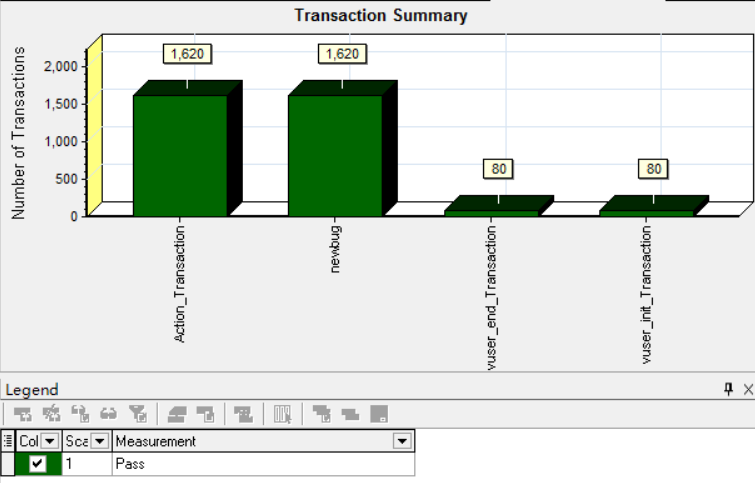 Transaction Summary
Number of Transactions
2,000
1,500
1,000
500
0
1,620
1,620
80
80
Action_Transaction
newbug
vuser_end_Transaction
vuser_init_Transaction
Legend
Col Sca Measurement
1 Pass